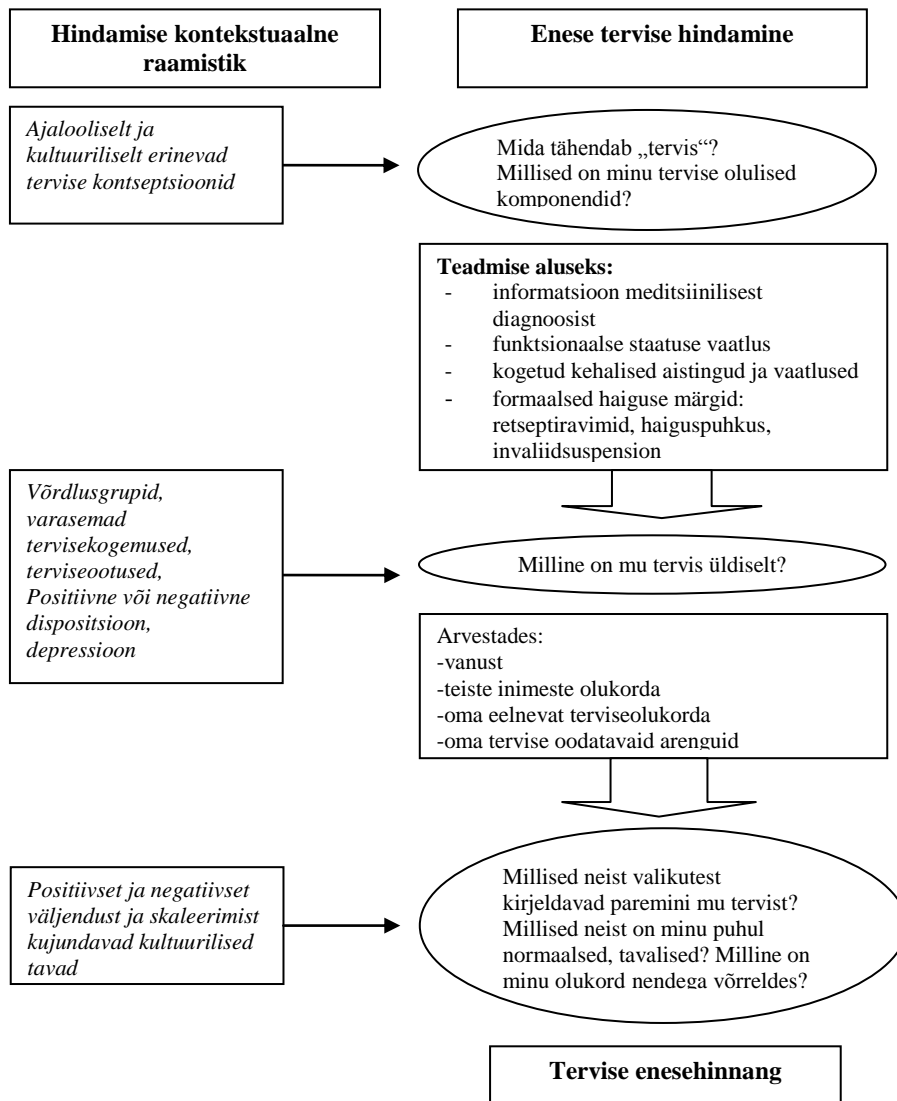 Hindamise kontekstuaalne
raamistik
Enese tervise hindamine
Ajalooliselt ja
kultuuriliselt erinevad
tervise kontseptsioonid
Mida tähendab „tervis“?
Millised on minu tervise olulised
komponendid?
Teadmise aluseks:
- informatsioon meditsiinilisest
diagnoosist
- funktsionaalse staatuse vaatlus
- kogetud kehalised aistingud ja vaatlused
- formaalsed haiguse märgid:
retseptiravimid, haiguspuhkus,
invaliidsuspension
Võrdlusgrupid,
varasemad
tervisekogemused,
terviseootused,
Positiivne või negatiivne
dispositsioon,
depressioon
Milline on mu tervis üldiselt?
Arvestades:
-vanust
-teiste inimeste olukorda
-oma eelnevat terviseolukorda
-oma tervise oodatavaid arenguid
Positiivset ja negatiivset
väljendust ja skaleerimist
kujundavad kultuurilised
tavad
Millised neist valikutest
kirjeldavad paremini mu tervist?
Millised neist on minu puhul
normaalsed, tavalised? Milline on
minu olukord nendega võrreldes?
Tervise enesehinnang